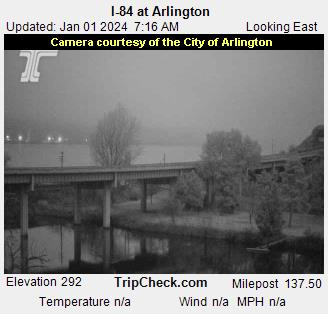 I-84 at Arlington
Updated: Jan 01 2024 7:16 AM Looking East
Camera courtesy of the City of Arlington
Elevation 292 TripCheck.com Milepost 137.50
Temperature n/a Wind n/a MPH n/a